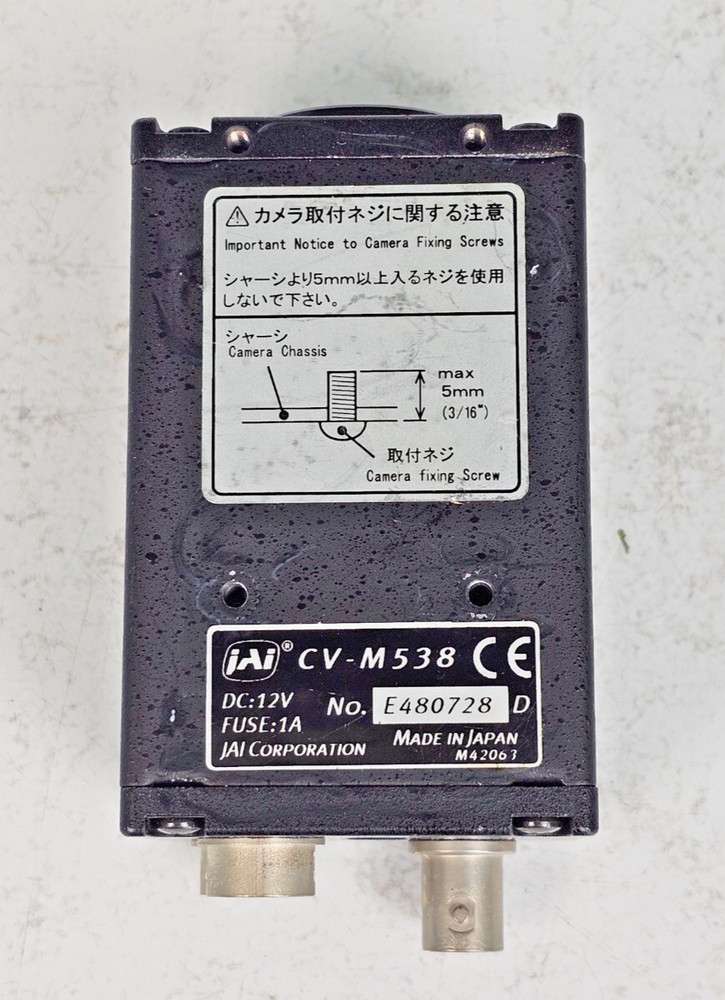 ⚠ カメラ取付ネジに関する注意
Important Notice to Camera Fixing Screws
シャーシより5mm以上入るネジを使用
しないで下さい。
シャーシ
Camera Chassis
max
5mm
(3/16")
取付ネジ
Camera fixing Screw
JAI® CV-M538 CE
DC:12V No. E480728 D
FUSE:1A
JAI CORPORATION MADE IN JAPAN
M42063